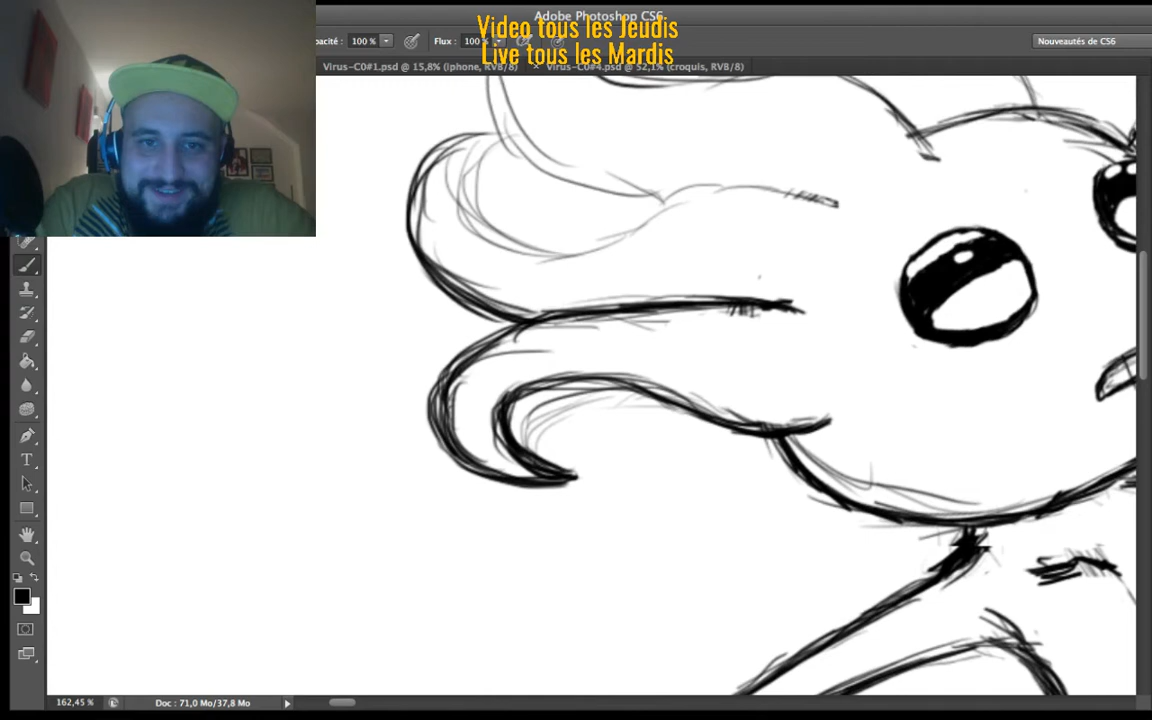 Adobe Photoshop CS6
Video tous les Jeudis
Live tous les Mardis
pacité : 100 % Flux : 100 %
Nouveautés de CS6
Virus-C0#1.psd @ 15,8% (iphone, RVB/8) × Virus-C0#4.psd @ 52,1% (croquis, RVB/8)
T
162,45 % Doc : 71,0 Mo/37,8 Mo